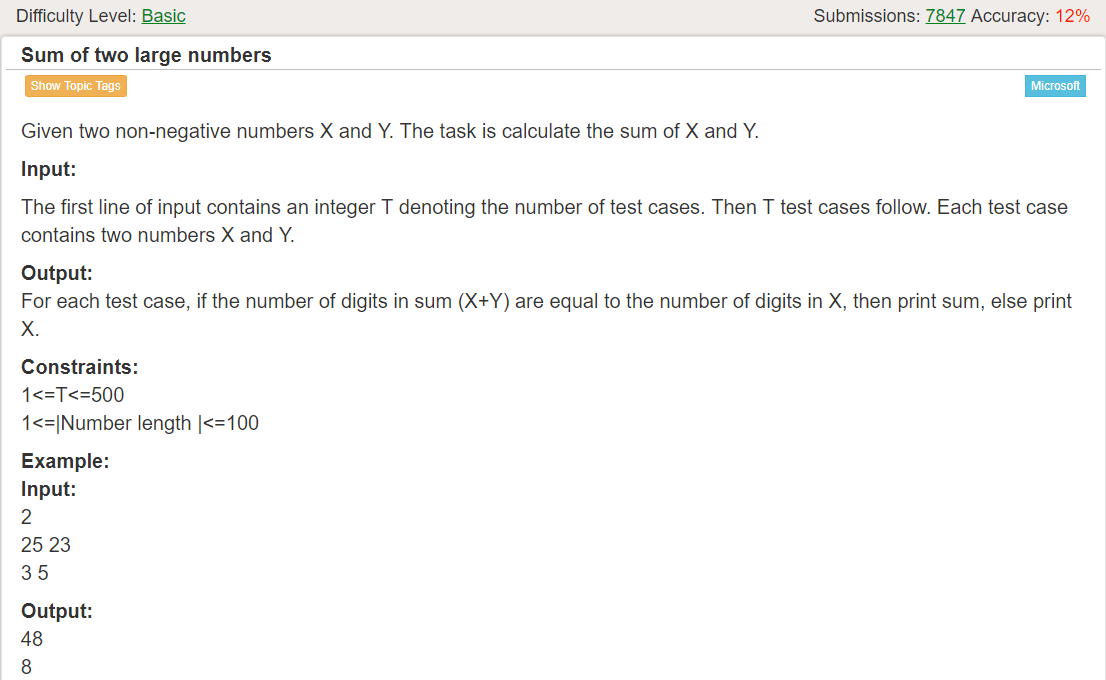 Difficulty Level: Basic Submissions: 7847 Accuracy: 12%
Sum of two large numbers
Show Topic Tags Microsoft
Given two non-negative numbers X and Y. The task is calculate the sum of X and Y.
Input:
The first line of input contains an integer T denoting the number of test cases. Then T test cases follow. Each test case
contains two numbers X and Y.
Output:
For each test case, if the number of digits in sum (X+Y) are equal to the number of digits in X, then print sum, else print
X.
Constraints:
1<=T<=500
1<=|Number length |<=100
Example:
Input:
2
25 23
3 5
Output:
48
8